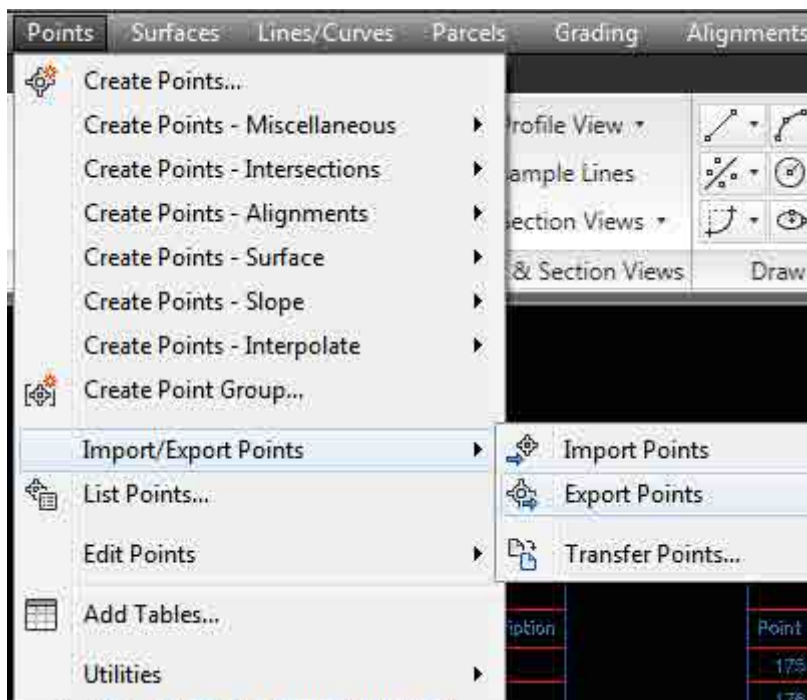 Points Surfaces Lines/Curves Parcels Grading Alignments
Create Points...
Create Points - Miscellaneous
Create Points - Intersections
Create Points - Alignments
Create Points - Surface
Create Points - Slope
Create Points - Interpolate
Create Point Group...
Import/Export Points
List Points...
Edit Points
Add Tables...
Utilities
Import Points
Export Points
Transfer Points...
rofile View
ample Lines
ection Views
& Section Views Draw
iption
Point
175
176